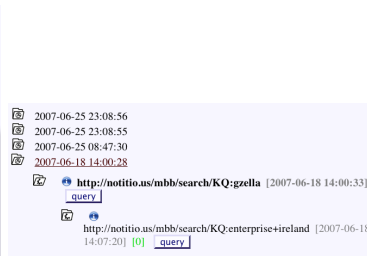 2007-06-25 23:08:56
2007-06-25 23:08:55
2007-06-25 08:47:30
2007-06-18 14:00:28
http://notitio.us/mbb/search/KQ:gzella [2007-06-18 14:00:33]
query
http://notitio.us/mbb/search/KQ:enterprise+ireland [2007-06-18
14:07:20] [0] query